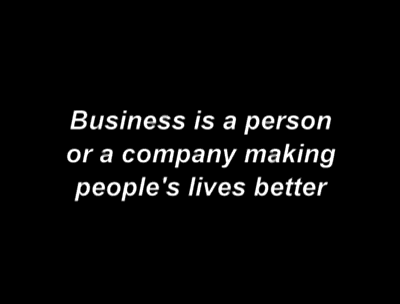 Business is a person
or a company making
people's lives better